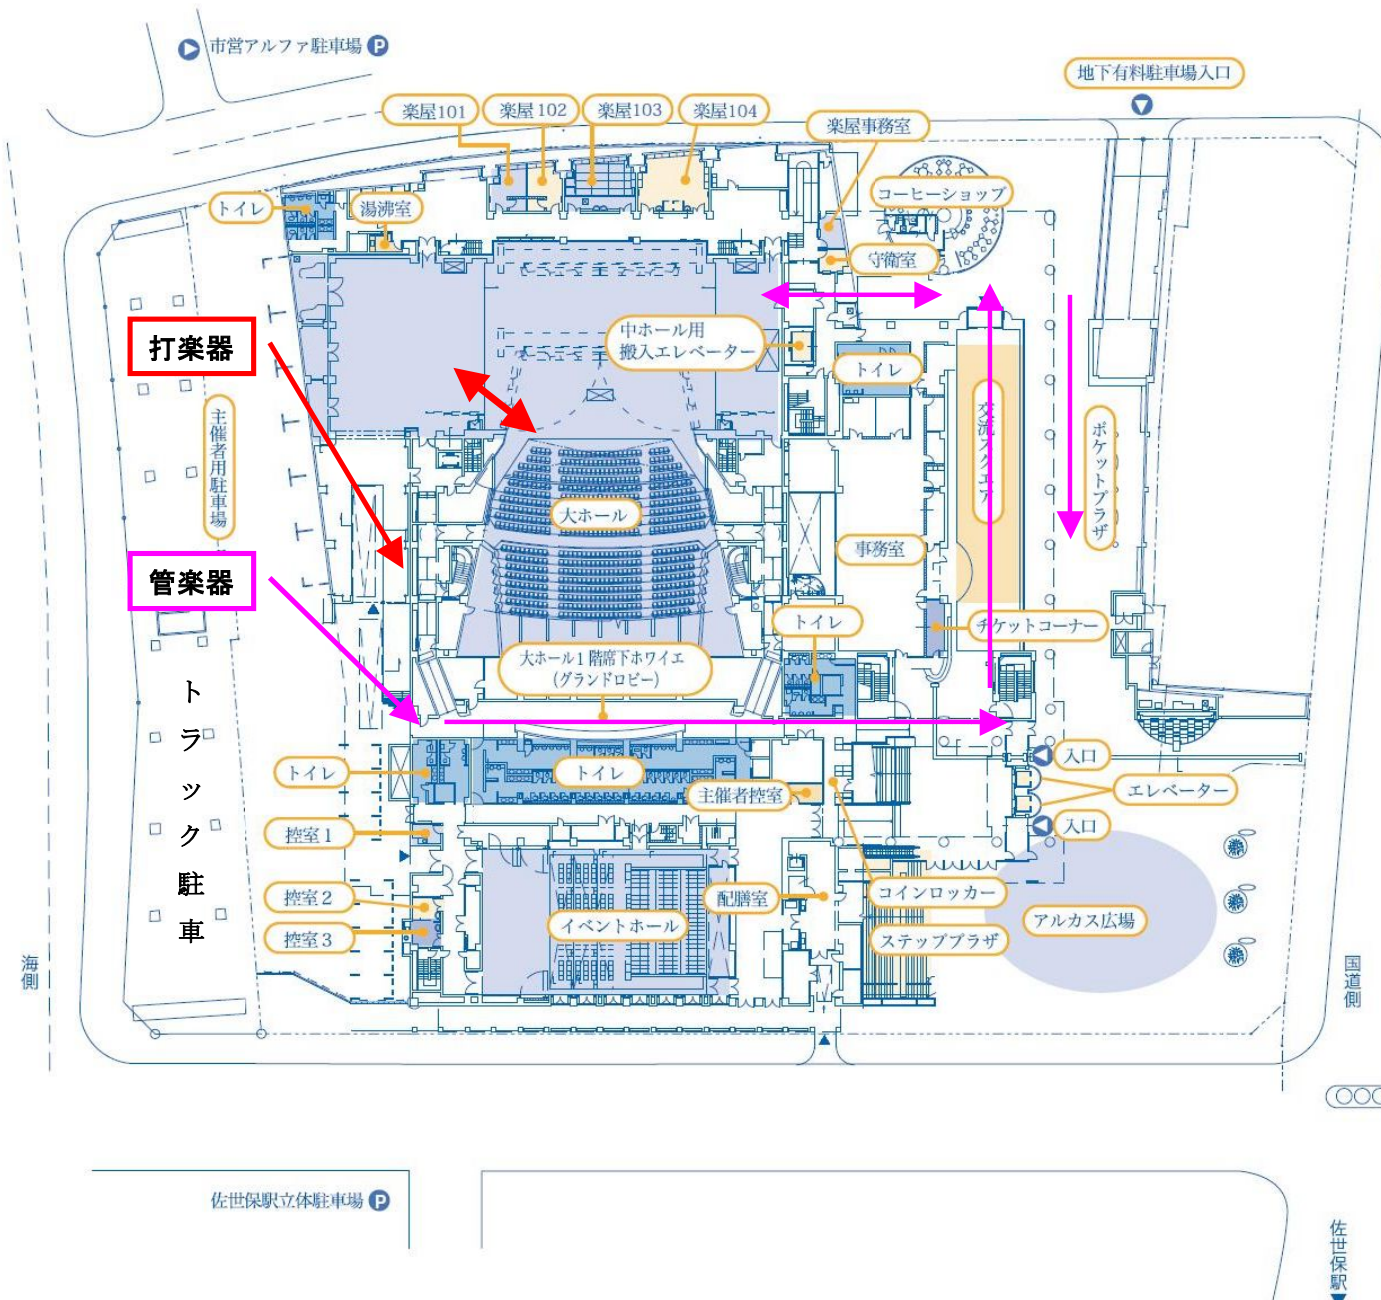 市営アルファ駐車場 P
地下有料駐車場入口
楽屋101
楽屋102
楽屋103
楽屋104
楽屋事務室
トイレ
湯沸室
コーヒーショップ
守衛室
打楽器
中ホール用
搬入エレベーター
トイレ
主催者用駐車場
交流スクエア
ポケットプラザ
大ホール
事務室
管楽器
トイレ
チケットコーナー
大ホール1階席下ホワイエ
(グランドロビー)
トラック駐車
トイレ
トイレ
主催者控室
入口
エレベーター
入口
控室1
控室2
控室3
イベントホール
配膳室
コインロッカー
ステッププラザ
アルカス広場
海側
国道側
佐世保駅立体駐車場 P
佐世保駅